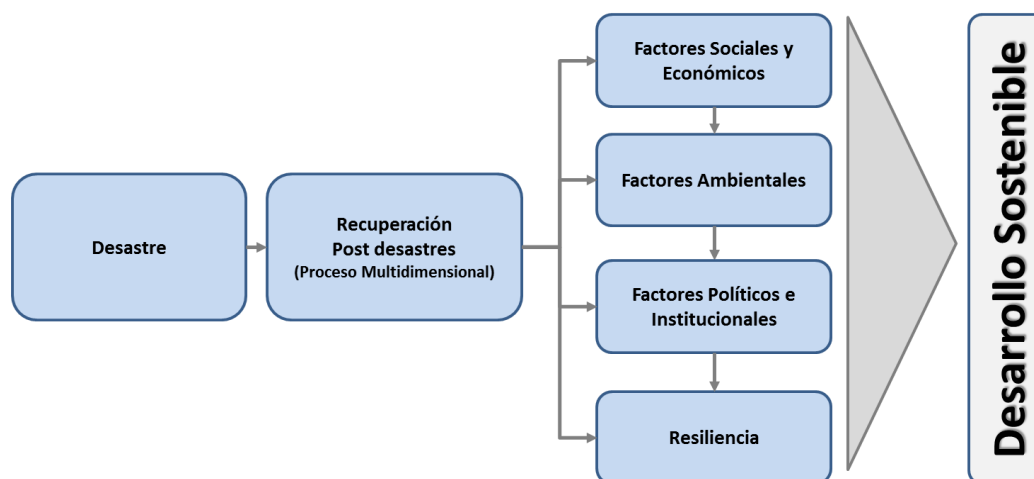 Desastre
Recuperación
Post desastres
(Proceso Multidimensional)
Factores Sociales y
Económicos
Factores Ambientales
Factores Políticos e
Institucionales
Resiliencia
Desarrollo Sostenible